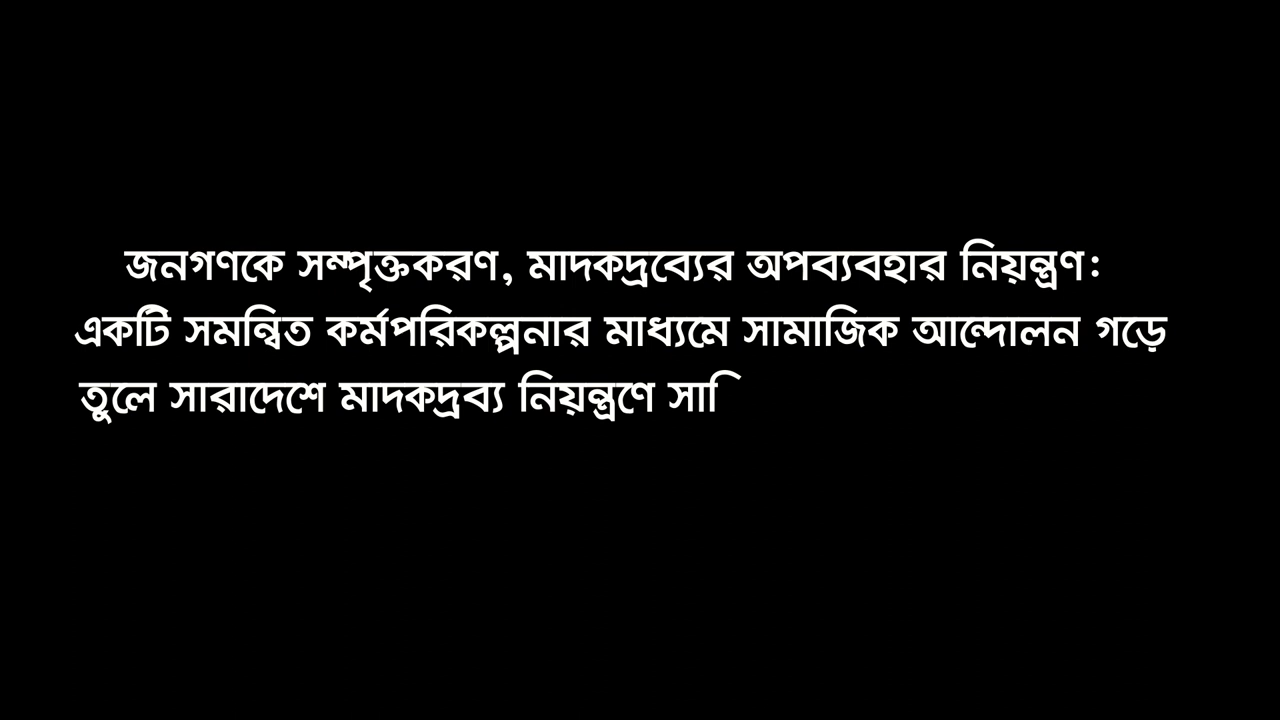 জনগণকে সম্পৃক্তকরণ, মাদকদ্রব্যের অপব্যবহার নিয়ন্ত্রণ:
একটি সমন্বিত কর্মপরিকল্পনার মাধ্যমে সামাজিক আন্দোলন গড়ে
তুলে সারাদেশে মাদকদ্রব্য নিয়ন্ত্রণে সাি